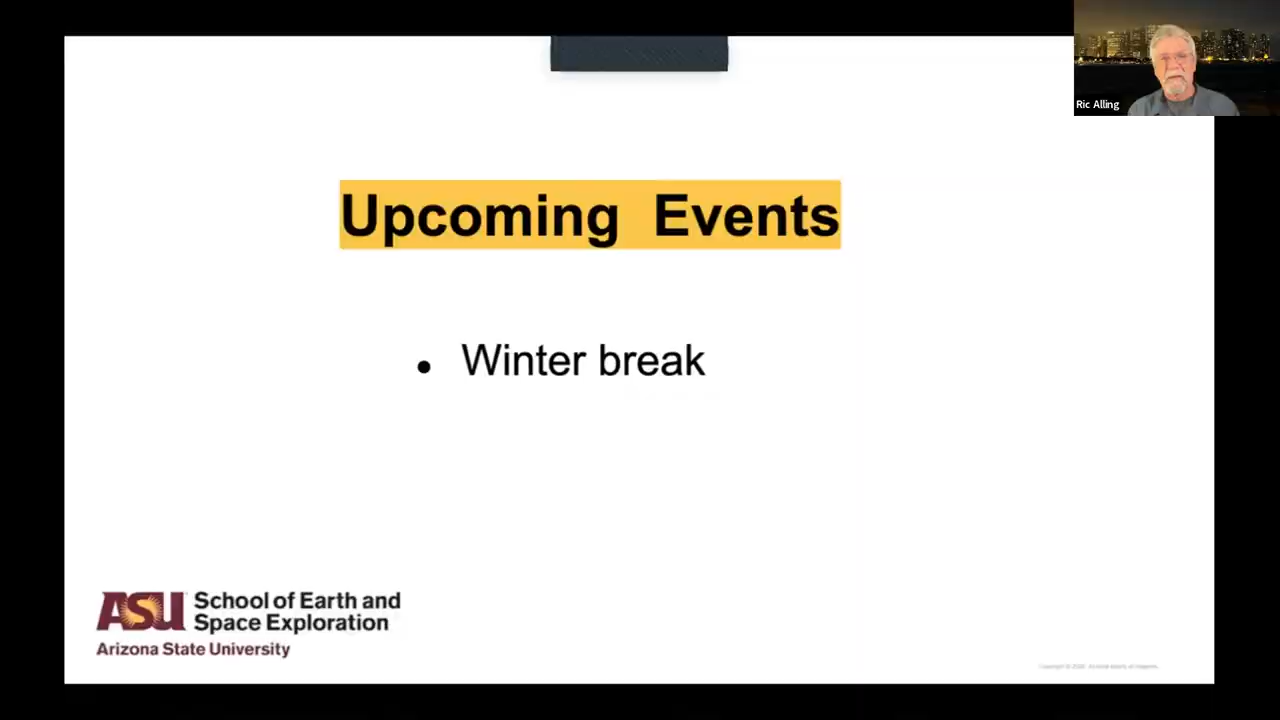 Ric Alling
Upcoming Events
• Winter break
ASU School of Earth and
Space Exploration
Arizona State University